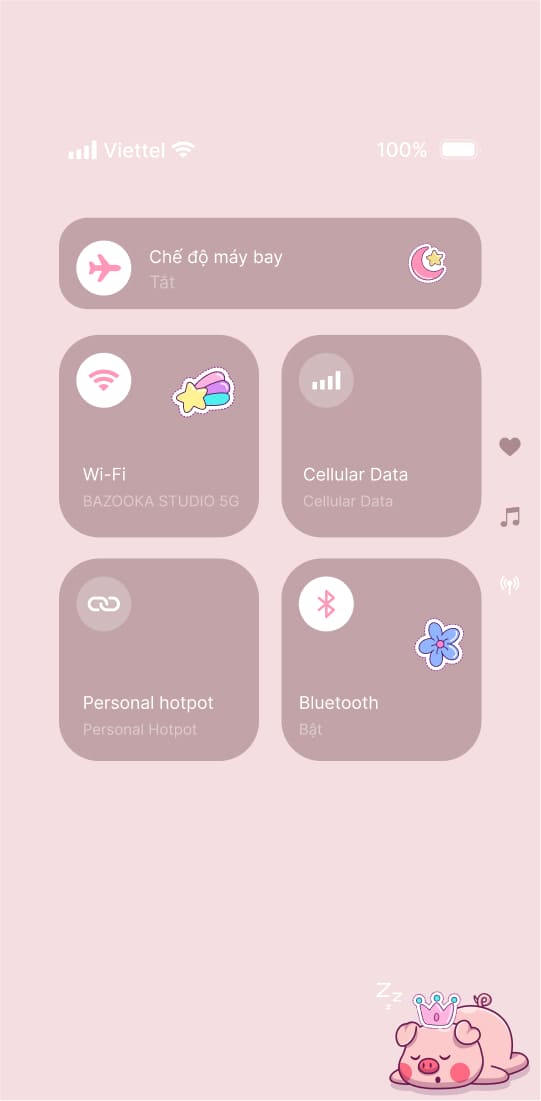 Viettel 100%
Chế độ máy bay
Tắt
Wi-Fi
BAZOOKA STUDIO 5G
Cellular Data
Cellular Data
Personal hotpot
Personal Hotpot
Bluetooth
Bật
Zzz